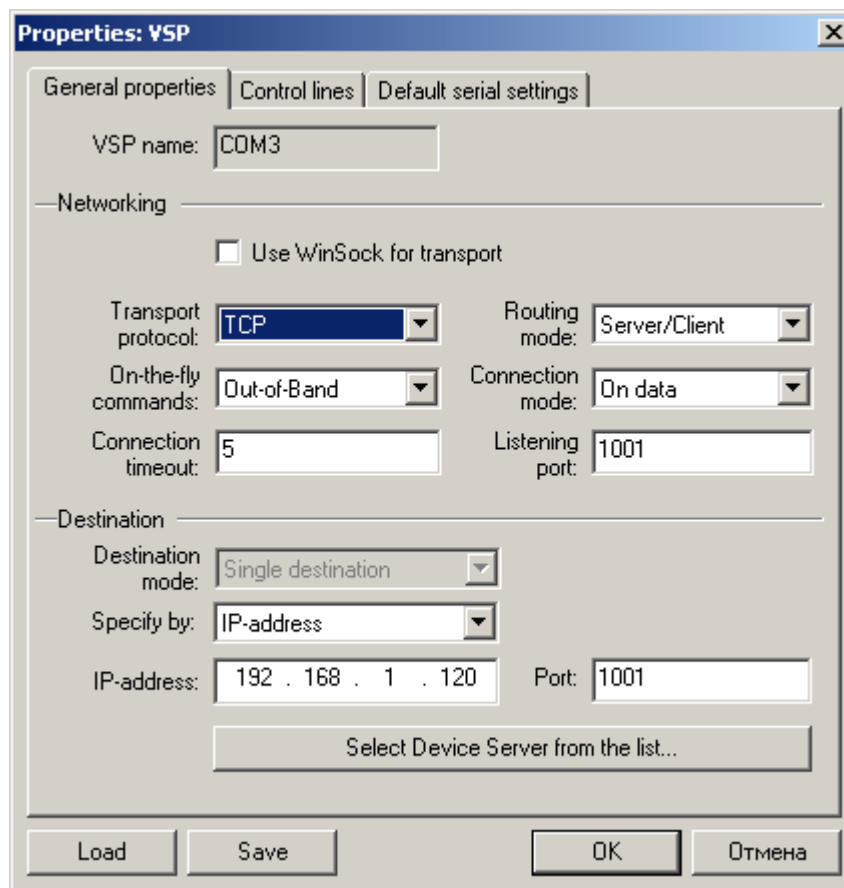 Properties: VSP
General properties
Control lines
Default serial settings
VSP name: COM3
Networking
Use WinSock for transport
Transport protocol: TCP
Routing mode: Server/Client
On-the-fly commands: Out-of-Band
Connection mode: On data
Connection timeout: 5
Listening port: 1001
Destination
Destination mode: Single destination
Specify by: IP-address
IP-address: 192 . 168 . 1 . 120
Port: 1001
Select Device Server from the list...
Load
Save
OK
Отмена